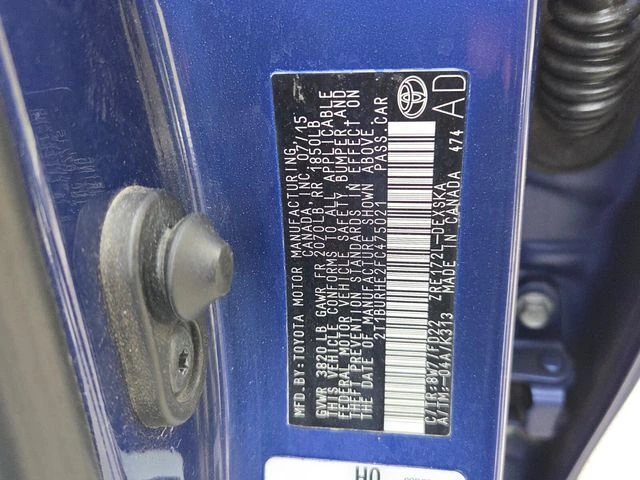 MFD.BY:TOYOTA MOTOR MANUFACTURING
CANADA, INC. 07/15
GVWR 3820 LB GAWR FR 2070LB, RR 1850LB
THIS VEHICLE CONFORMS TO ALL APPLICABLE
FEDERAL MOTOR VEHICLE SAFETY, BUMPER, AND
THEFT PREVENTION STANDARDS IN EFFECT ON
THE DATE OF MANUFACTURE SHOWN ABOVE.
2T1BURHE2FC475021 PASS.CAR
C/TR:8W7/FD22 ZRE172L-DEXSKA
A/TM:-04A/K313 MADE IN CANADA 474
AD
HO